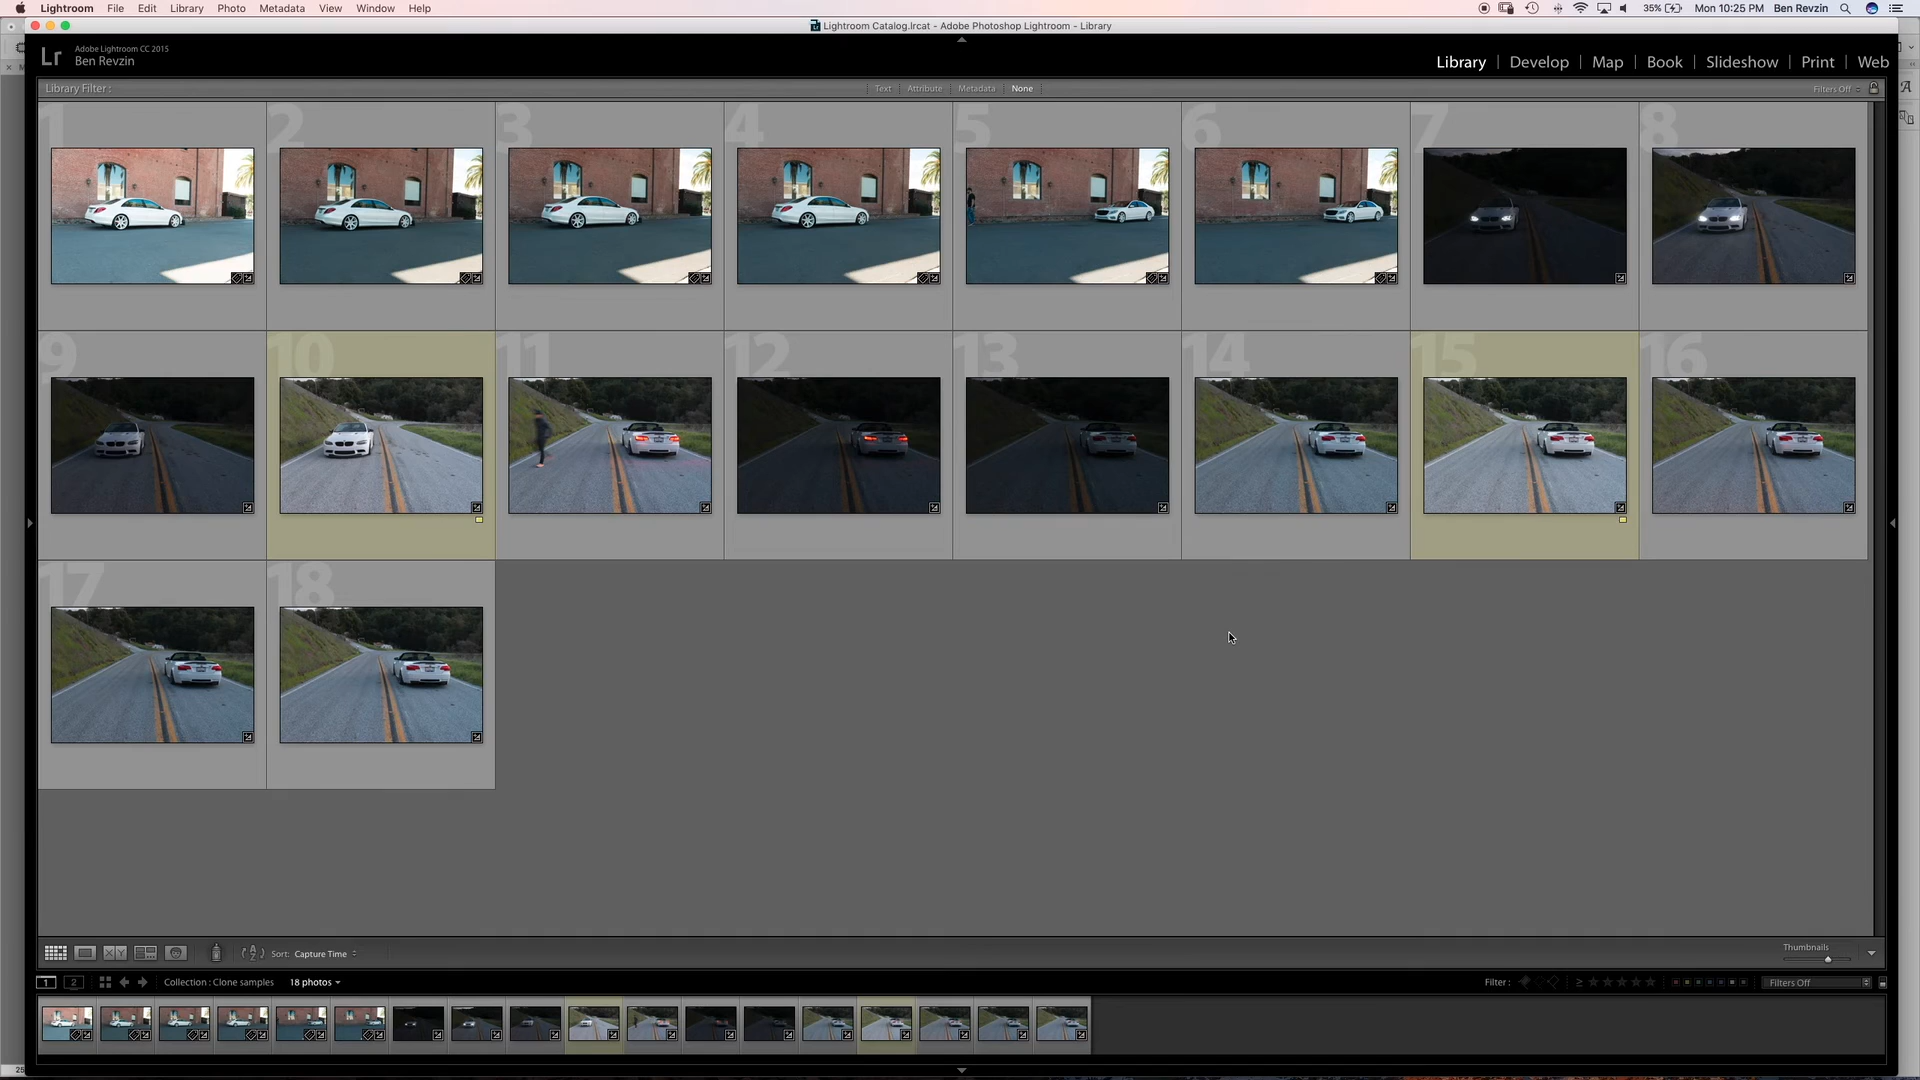 Lightroom File Edit Library Photo Metadata View Window Help 35% Mon 10:25 PM Ben Revzin
Lightroom Catalog.lrcat - Adobe Photoshop Lightroom - Library
Lr Adobe Lightroom CC 2015
Ben Revzin
Library | Develop | Map | Book | Slideshow | Print | Web
Library Filter : Text | Attribute | Metadata | None | Filters Off
1 2 3 4 5 6 7 8
9 10 11 12 13 14 15 16
17 18
XY Sort: Capture Time Thumbnails
1 2 Collection : Clone samples 18 photos Filter : ≥ Filters Off